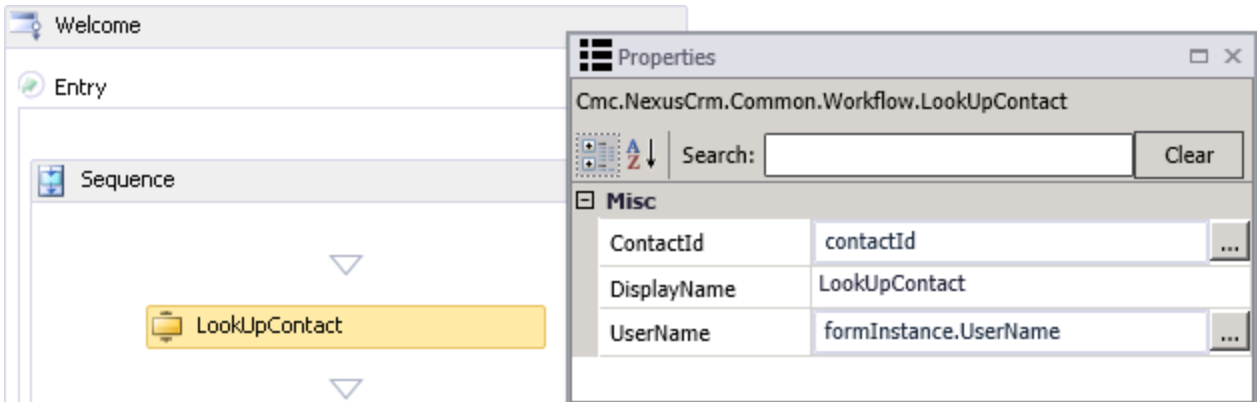 Welcome
Entry
Sequence
LookUpContact
Properties
Cmc.NexusCrm.Common.Workflow.LookUpContact
A
Z
Search:
Clear
Misc
ContactId
contactId
...
DisplayName
LookUpContact
UserName
formInstance.UserName
...